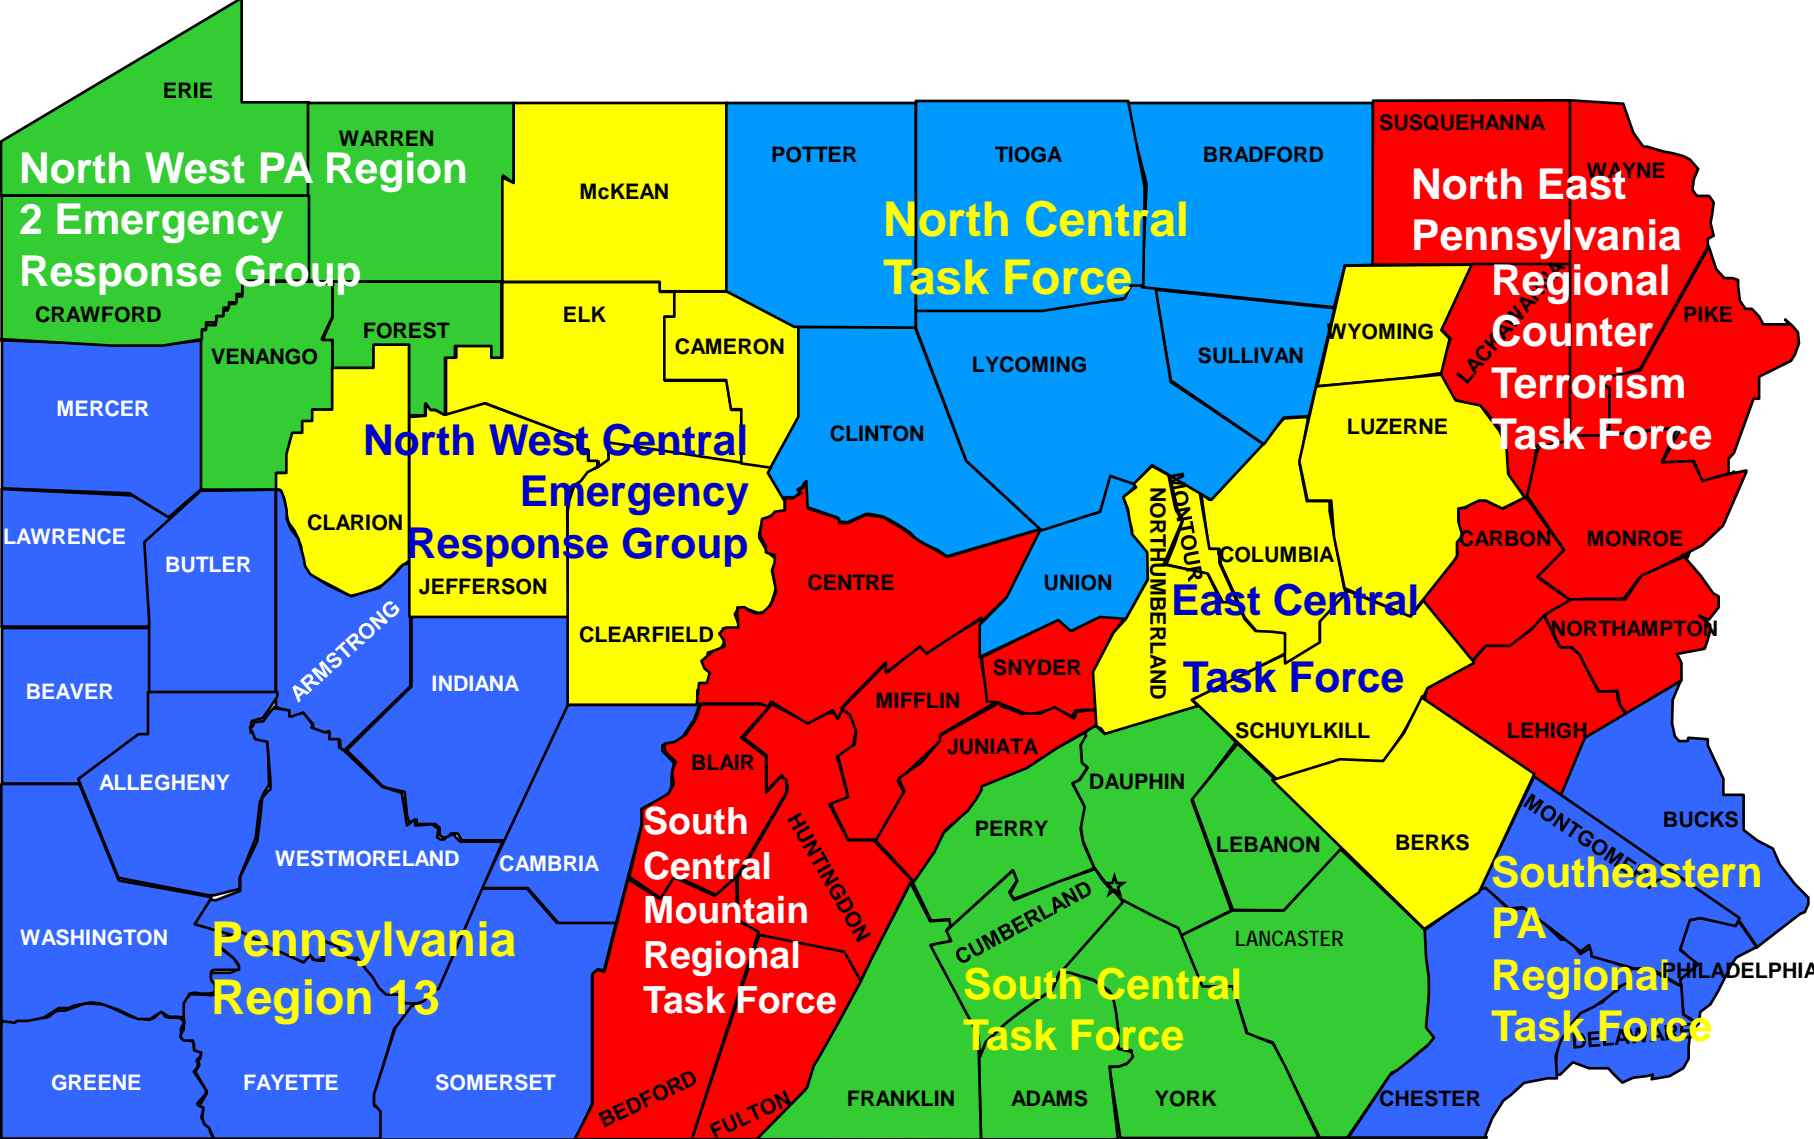 ERIE
WARREN
North West PA Region
2 Emergency
Response Group
CRAWFORD
VENANGO
FOREST
McKEAN
ELK
CAMERON
POTTER
TIOGA
BRADFORD
North Central
Task Force
SUSQUEHANNA
WAYNE
North East
Pennsylvania
Regional
Counter
Terrorism
Task Force
LACKAWANNA
PIKE
WYOMING
SULLIVAN
LYCOMING
CLINTON
LUZERNE
MERCER
North West Central
Emergency
Response Group
CLARION
JEFFERSON
CLEARFIELD
LAWRENCE
BUTLER
ARMSTRONG
INDIANA
BEAVER
ALLEGHENY
CENTRE
UNION
MONTOUR
NORTHUMBERLAND
COLUMBIA
East Central
Task Force
SCHUYLKILL
CARBON
MONROE
NORTHAMPTON
LEHIGH
SNYDER
MIFFLIN
JUNIATA
BLAIR
HUNTINGDON
South
Central
Mountain
Regional
Task Force
PERRY
DAUPHIN
LEBANON
BERKS
MONTGOMERY
BUCKS
WESTMORELAND
CAMBRIA
WASHINGTON
Pennsylvania
Region 13
CUMBERLAND
LANCASTER
South Central
Task Force
Southeastern
PA
Regional
Task Force
PHILADELPHIA
DELAWARE
GREENE
FAYETTE
SOMERSET
BEDFORD
FULTON
FRANKLIN
ADAMS
YORK
CHESTER